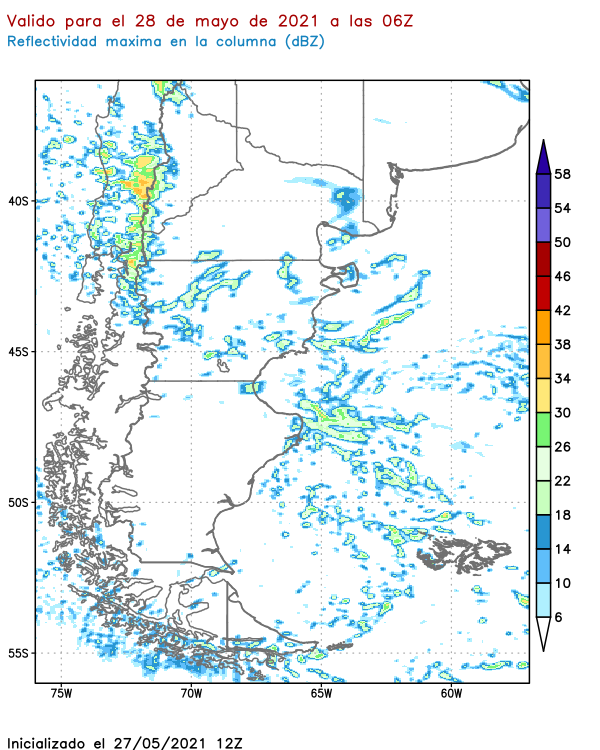 Valido para el 28 de mayo de 2021 a las 06Z
Reflectividad maxima en la columna (dBZ)
58
54
50
46
42
38
34
30
26
22
18
14
10
6
40S
45S
50S
55S
75W
70W
65W
60W
Inicializado el 27/05/2021 12Z